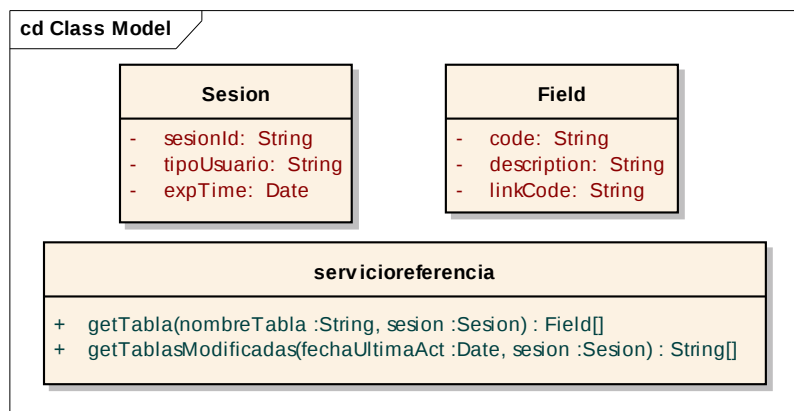 cd Class Model
Sesion
- sesionId: String
- tipoUsuario: String
- expTime: Date
Field
- code: String
- description: String
- linkCode: String
servicioreferencia
+ getTabla(nombreTabla :String, sesion :Sesion) : Field[]
+ getTablasModificadas(fechaUltimaAct :Date, sesion :Sesion) : String[]